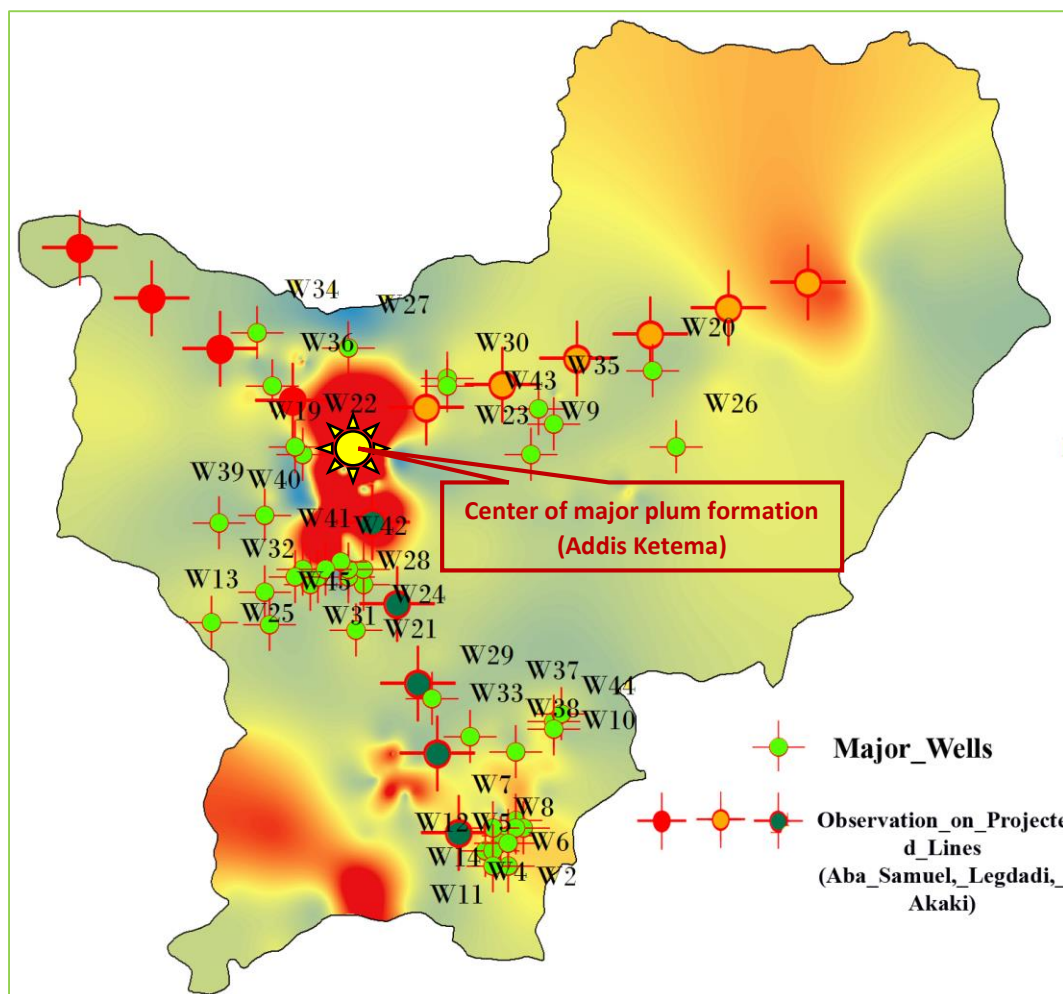 W34
W27
W36
W30
W20
W35
W43
W22
W19
W23
W9
W26
W39
W40
Center of major plum formation
(Addis Ketema)
W41
W42
W32
W28
W13
W45
W24
W25
W31
W21
W29
W37
W44
W33
W38
W10
Major_Wells
W7
W8
W12
W5
W6
Observation_on_Projecte
d_Lines
(Aba_Samuel,_Legdadi,_
Akaki)
W14
W4
W2
W11